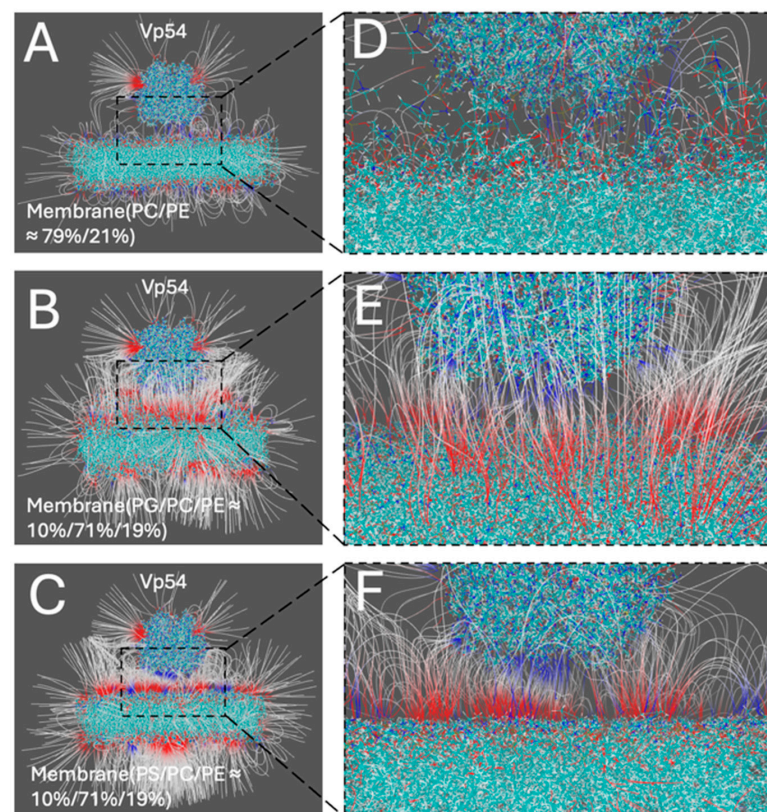 A
Vp54
Membrane(PC/PE
≈ 79%/21%)
D
B
Vp54
Membrane(PG/PC/PE ≈
10%/71%/19%)
E
C
Vp54
Membrane(PS/PC/PE ≈
10%/71%/19%)
F